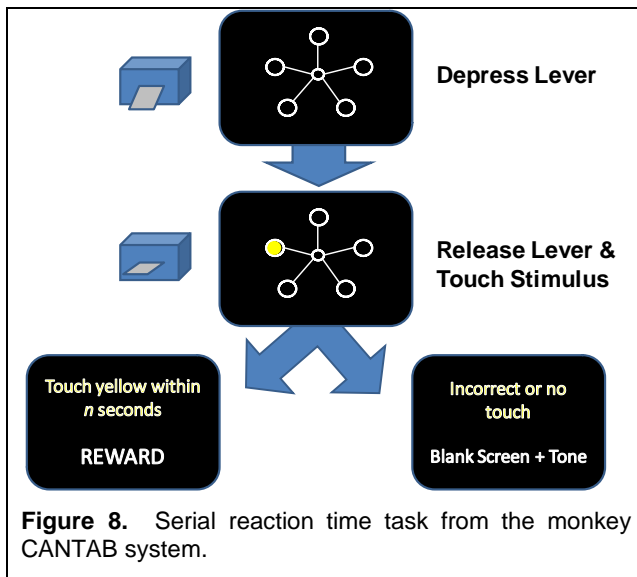 Depress Lever
Release Lever &
Touch Stimulus
Touch yellow within
n seconds
REWARD
Incorrect or no
touch
Blank Screen + Tone
Figure 8. Serial reaction time task from the monkey
CANTAB system.